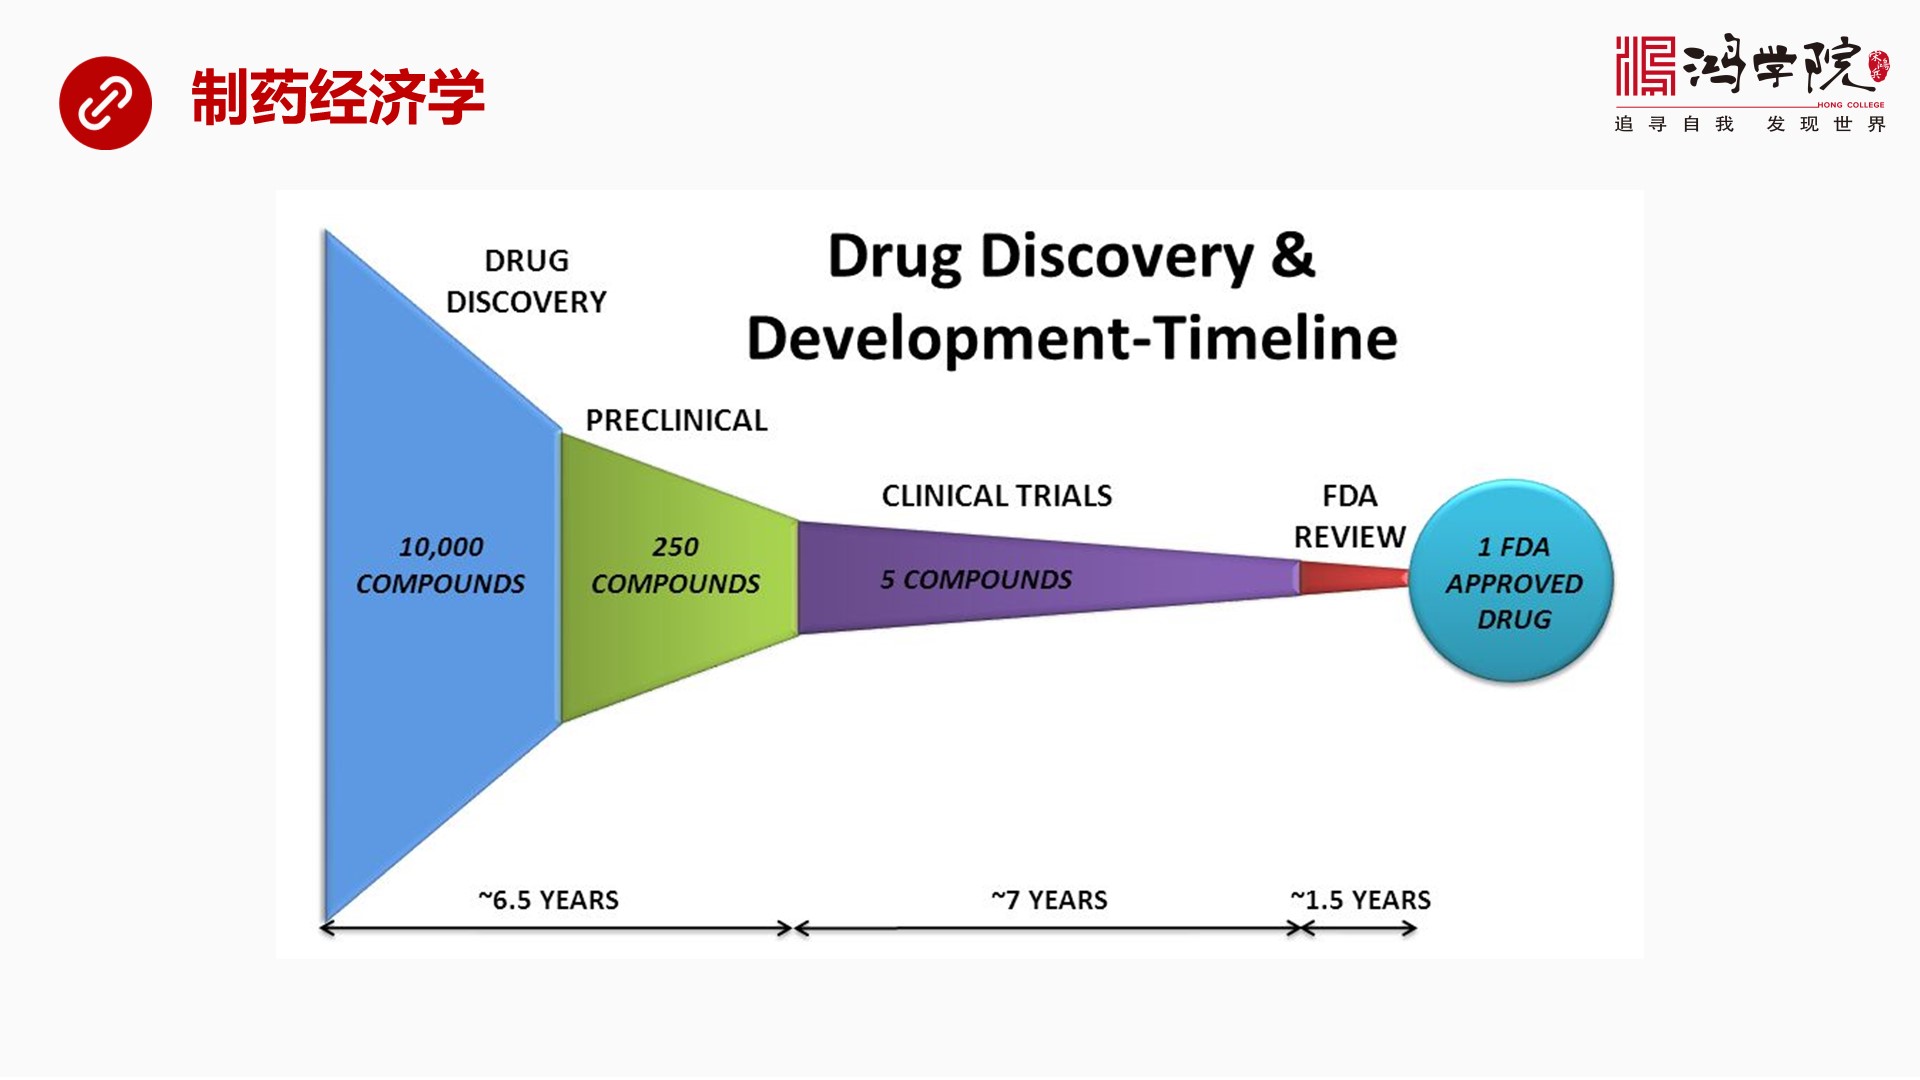 制药经济学
鸿学院
HONG COLLEGE
追寻自我 发现世界
Drug Discovery &
Development-Timeline
DRUG
DISCOVERY
PRECLINICAL
CLINICAL TRIALS
FDA
REVIEW
10,000
COMPOUNDS
250
COMPOUNDS
5 COMPOUNDS
1 FDA
APPROVED
DRUG
~6.5 YEARS
~7 YEARS
~1.5 YEARS